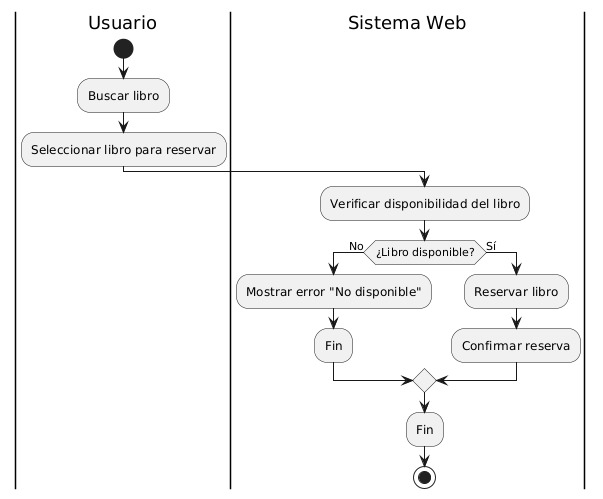 Usuario
Sistema Web
Buscar libro
Seleccionar libro para reservar
Verificar disponibilidad del libro
¿Libro disponible?
No
Sí
Mostrar error "No disponible"
Reservar libro
Fin
Confirmar reserva
Fin